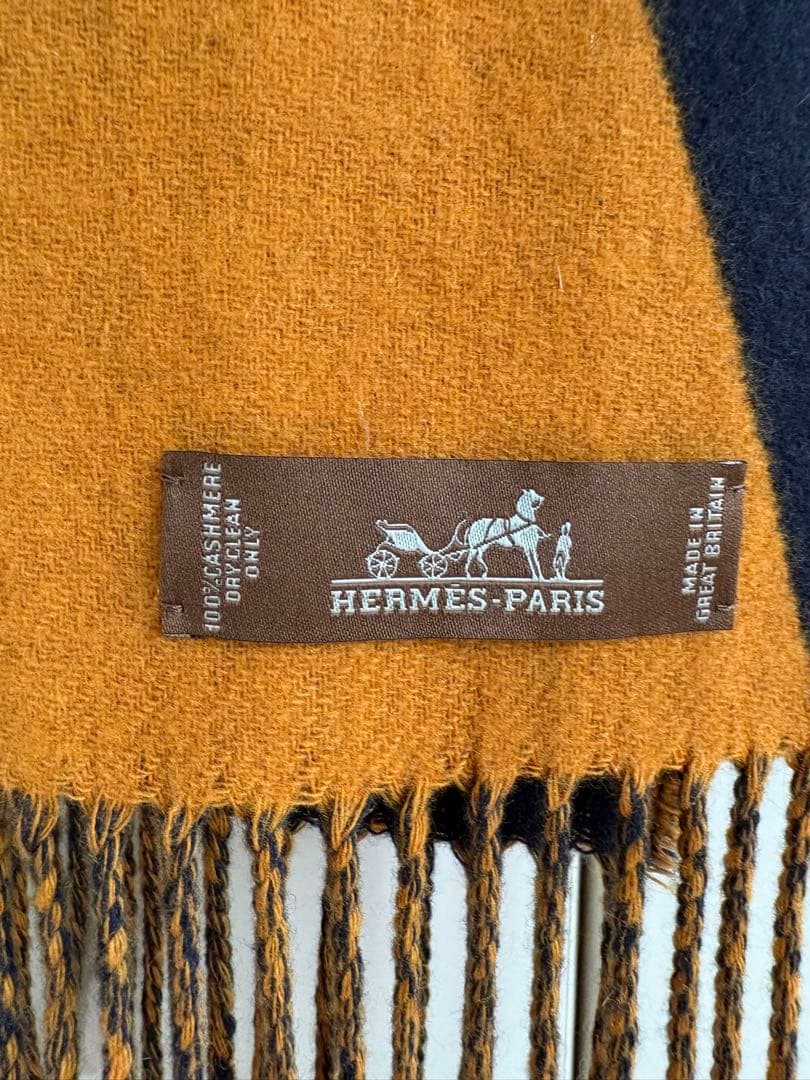 100%CASHMERE
DRY CLEAN
ONLY
HERMÈS-PARIS
MADE IN
GREAT BRITAIN